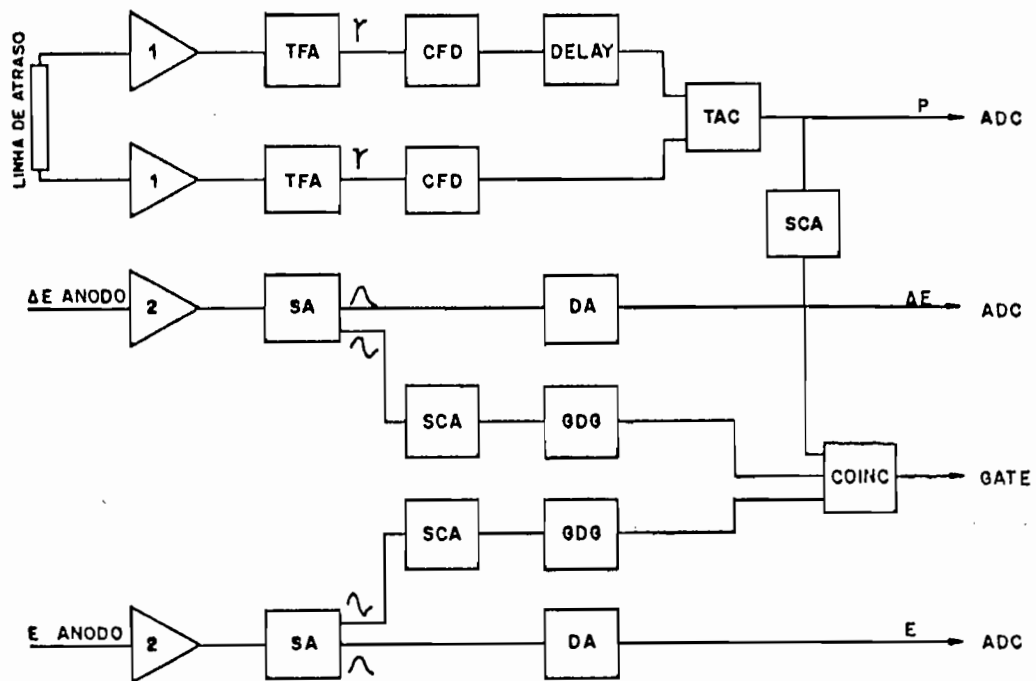 LINHA DE ATRASO
1 TFA CFD DELAY
TAC P ADC
1 TFA CFD
SCA
ΔE ANODO 2 SA DA ΔE ADC
SCA GDG
COINC GATE
SCA GDG
E ANODO 2 SA DA E ADC